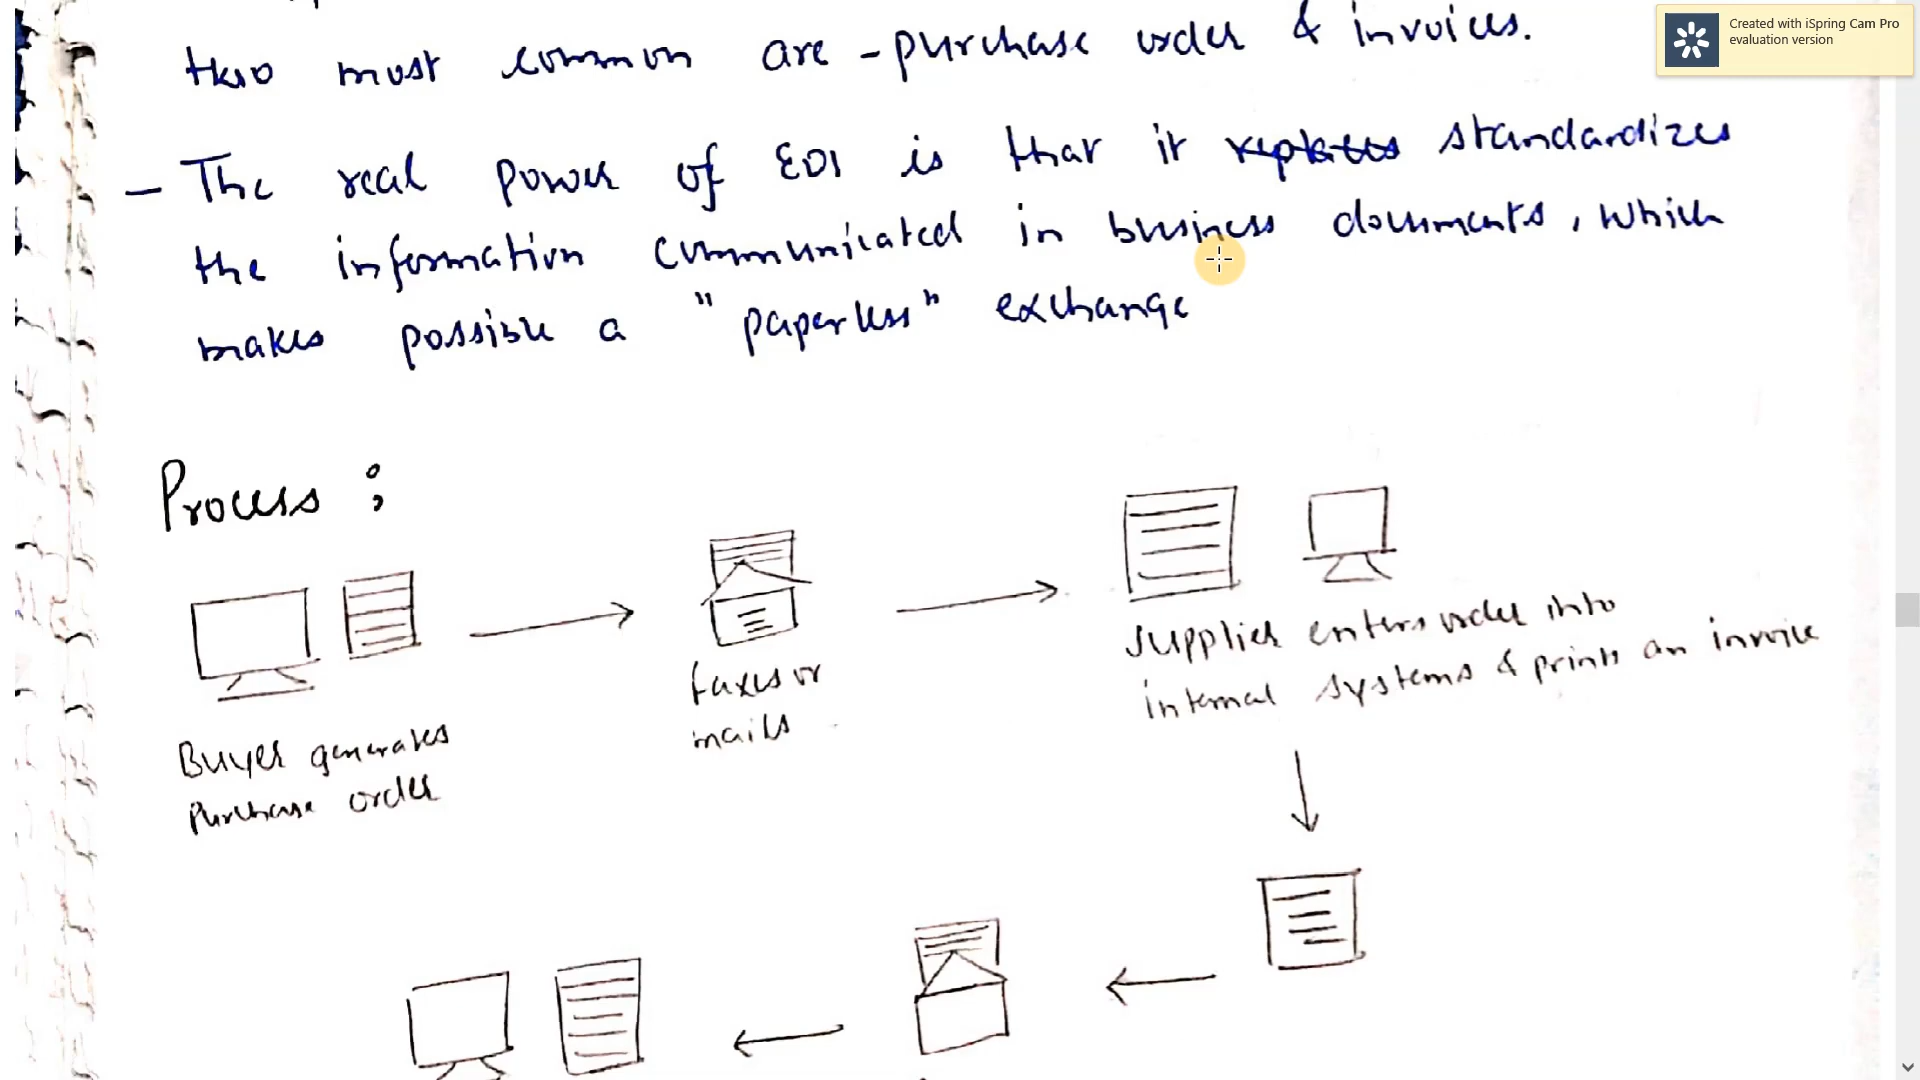 two most common are - purchase order & invoices.
- The real power of EDI is that it standardizes
the information communicated in business documents, which
makes possible a "paperless" exchange
Process :
Buyer generates
Purchase order
faxes or
mails
Supplier enters order into
internal systems & prints an invoice
Created with iSpring Cam Pro
evaluation version